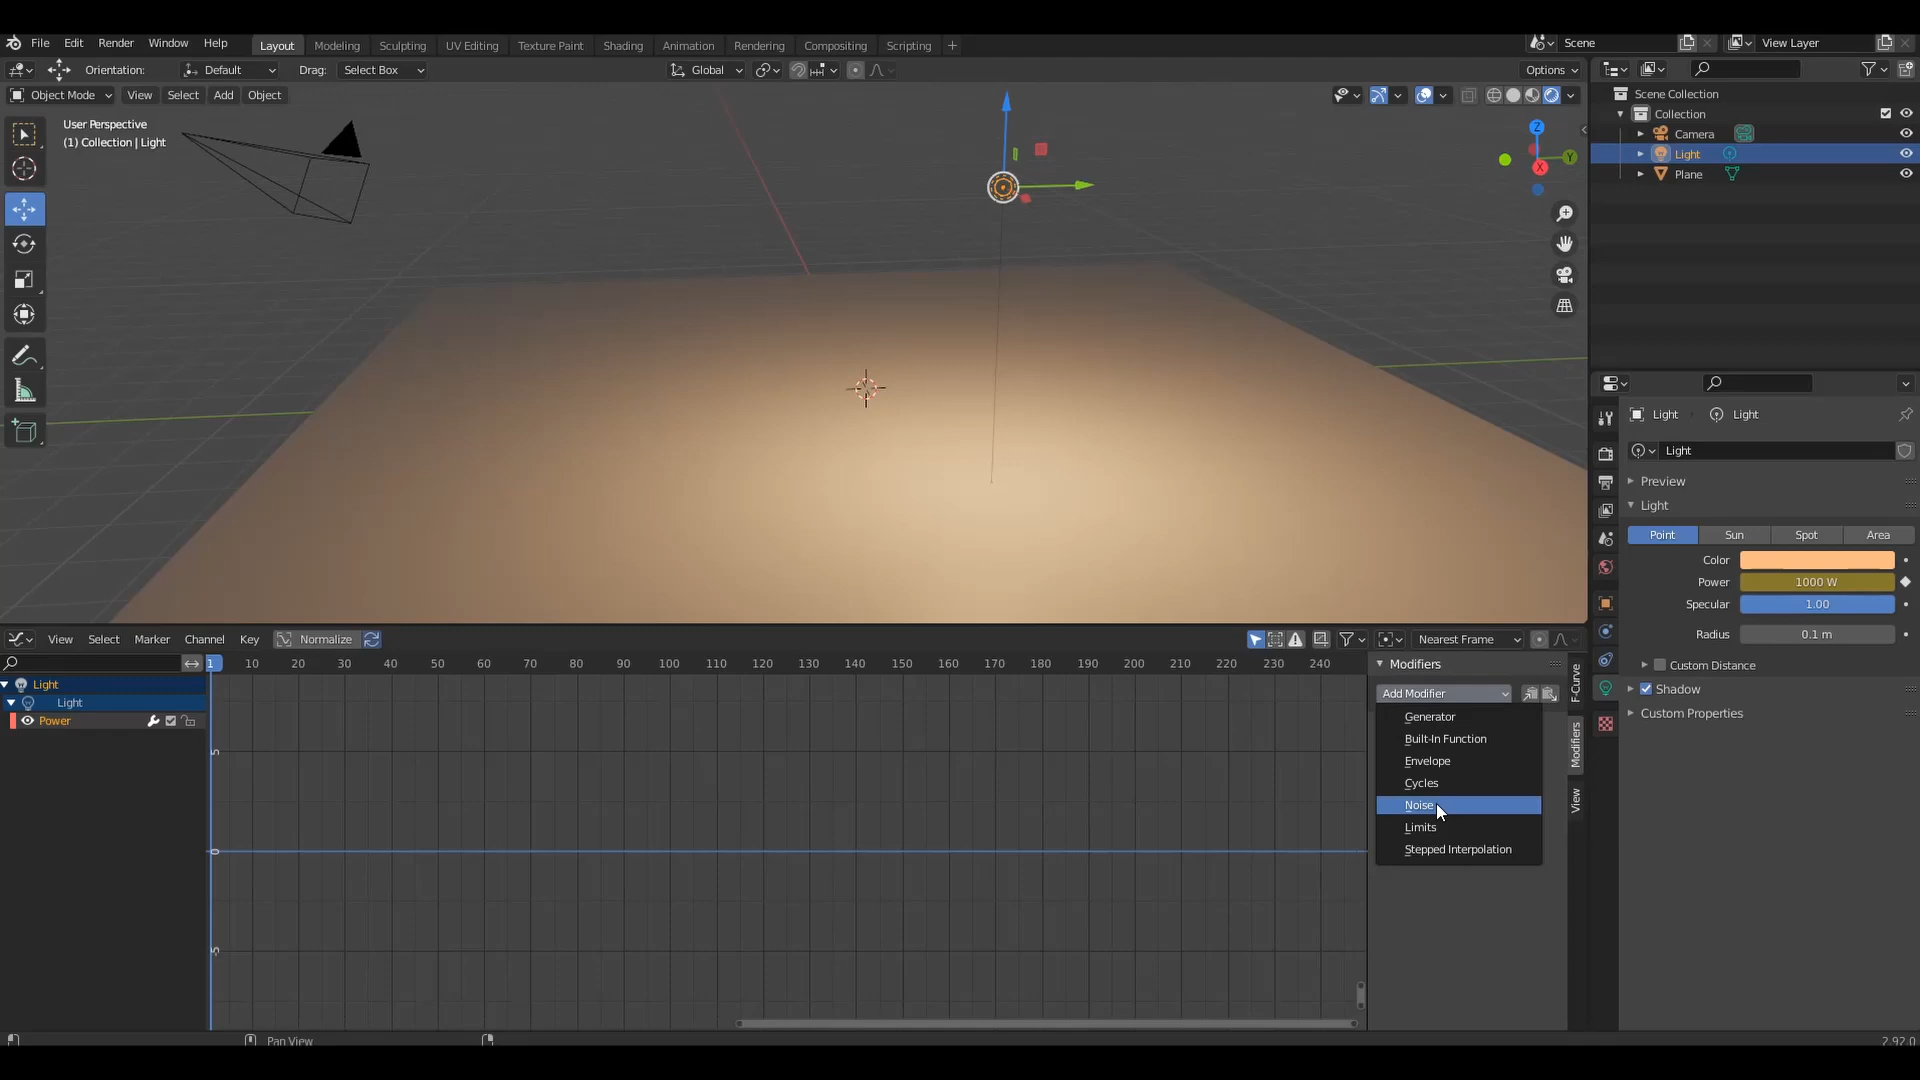 File Edit Render Window Help Layout Modeling Sculpting UV Editing Texture Paint Shading Animation Rendering Compositing Scripting + Scene View Layer
Orientation: Default Drag: Select Box Global Options
Object Mode View Select Add Object
User Perspective
(1) Collection | Light
Z
Y
X
Scene Collection
Collection
Camera
Light
Plane
Light Light
Light
Preview
Light
Point Sun Spot Area
Color
Power 1000 W
Specular 1.00
Radius 0.1 m
Custom Distance
Shadow
Custom Properties
View Select Marker Channel Key Normalize Nearest Frame
1 10 20 30 40 50 60 70 80 90 100 110 120 130 140 150 160 170 180 190 200 210 220 230 240
Light
Light
Power
5
0
Modifiers
Add Modifier
Generator
Built-In Function
Envelope
Cycles
Noise
Limits
Stepped Interpolation
F-Curve
Modifiers
View
Pan View
2.92.0